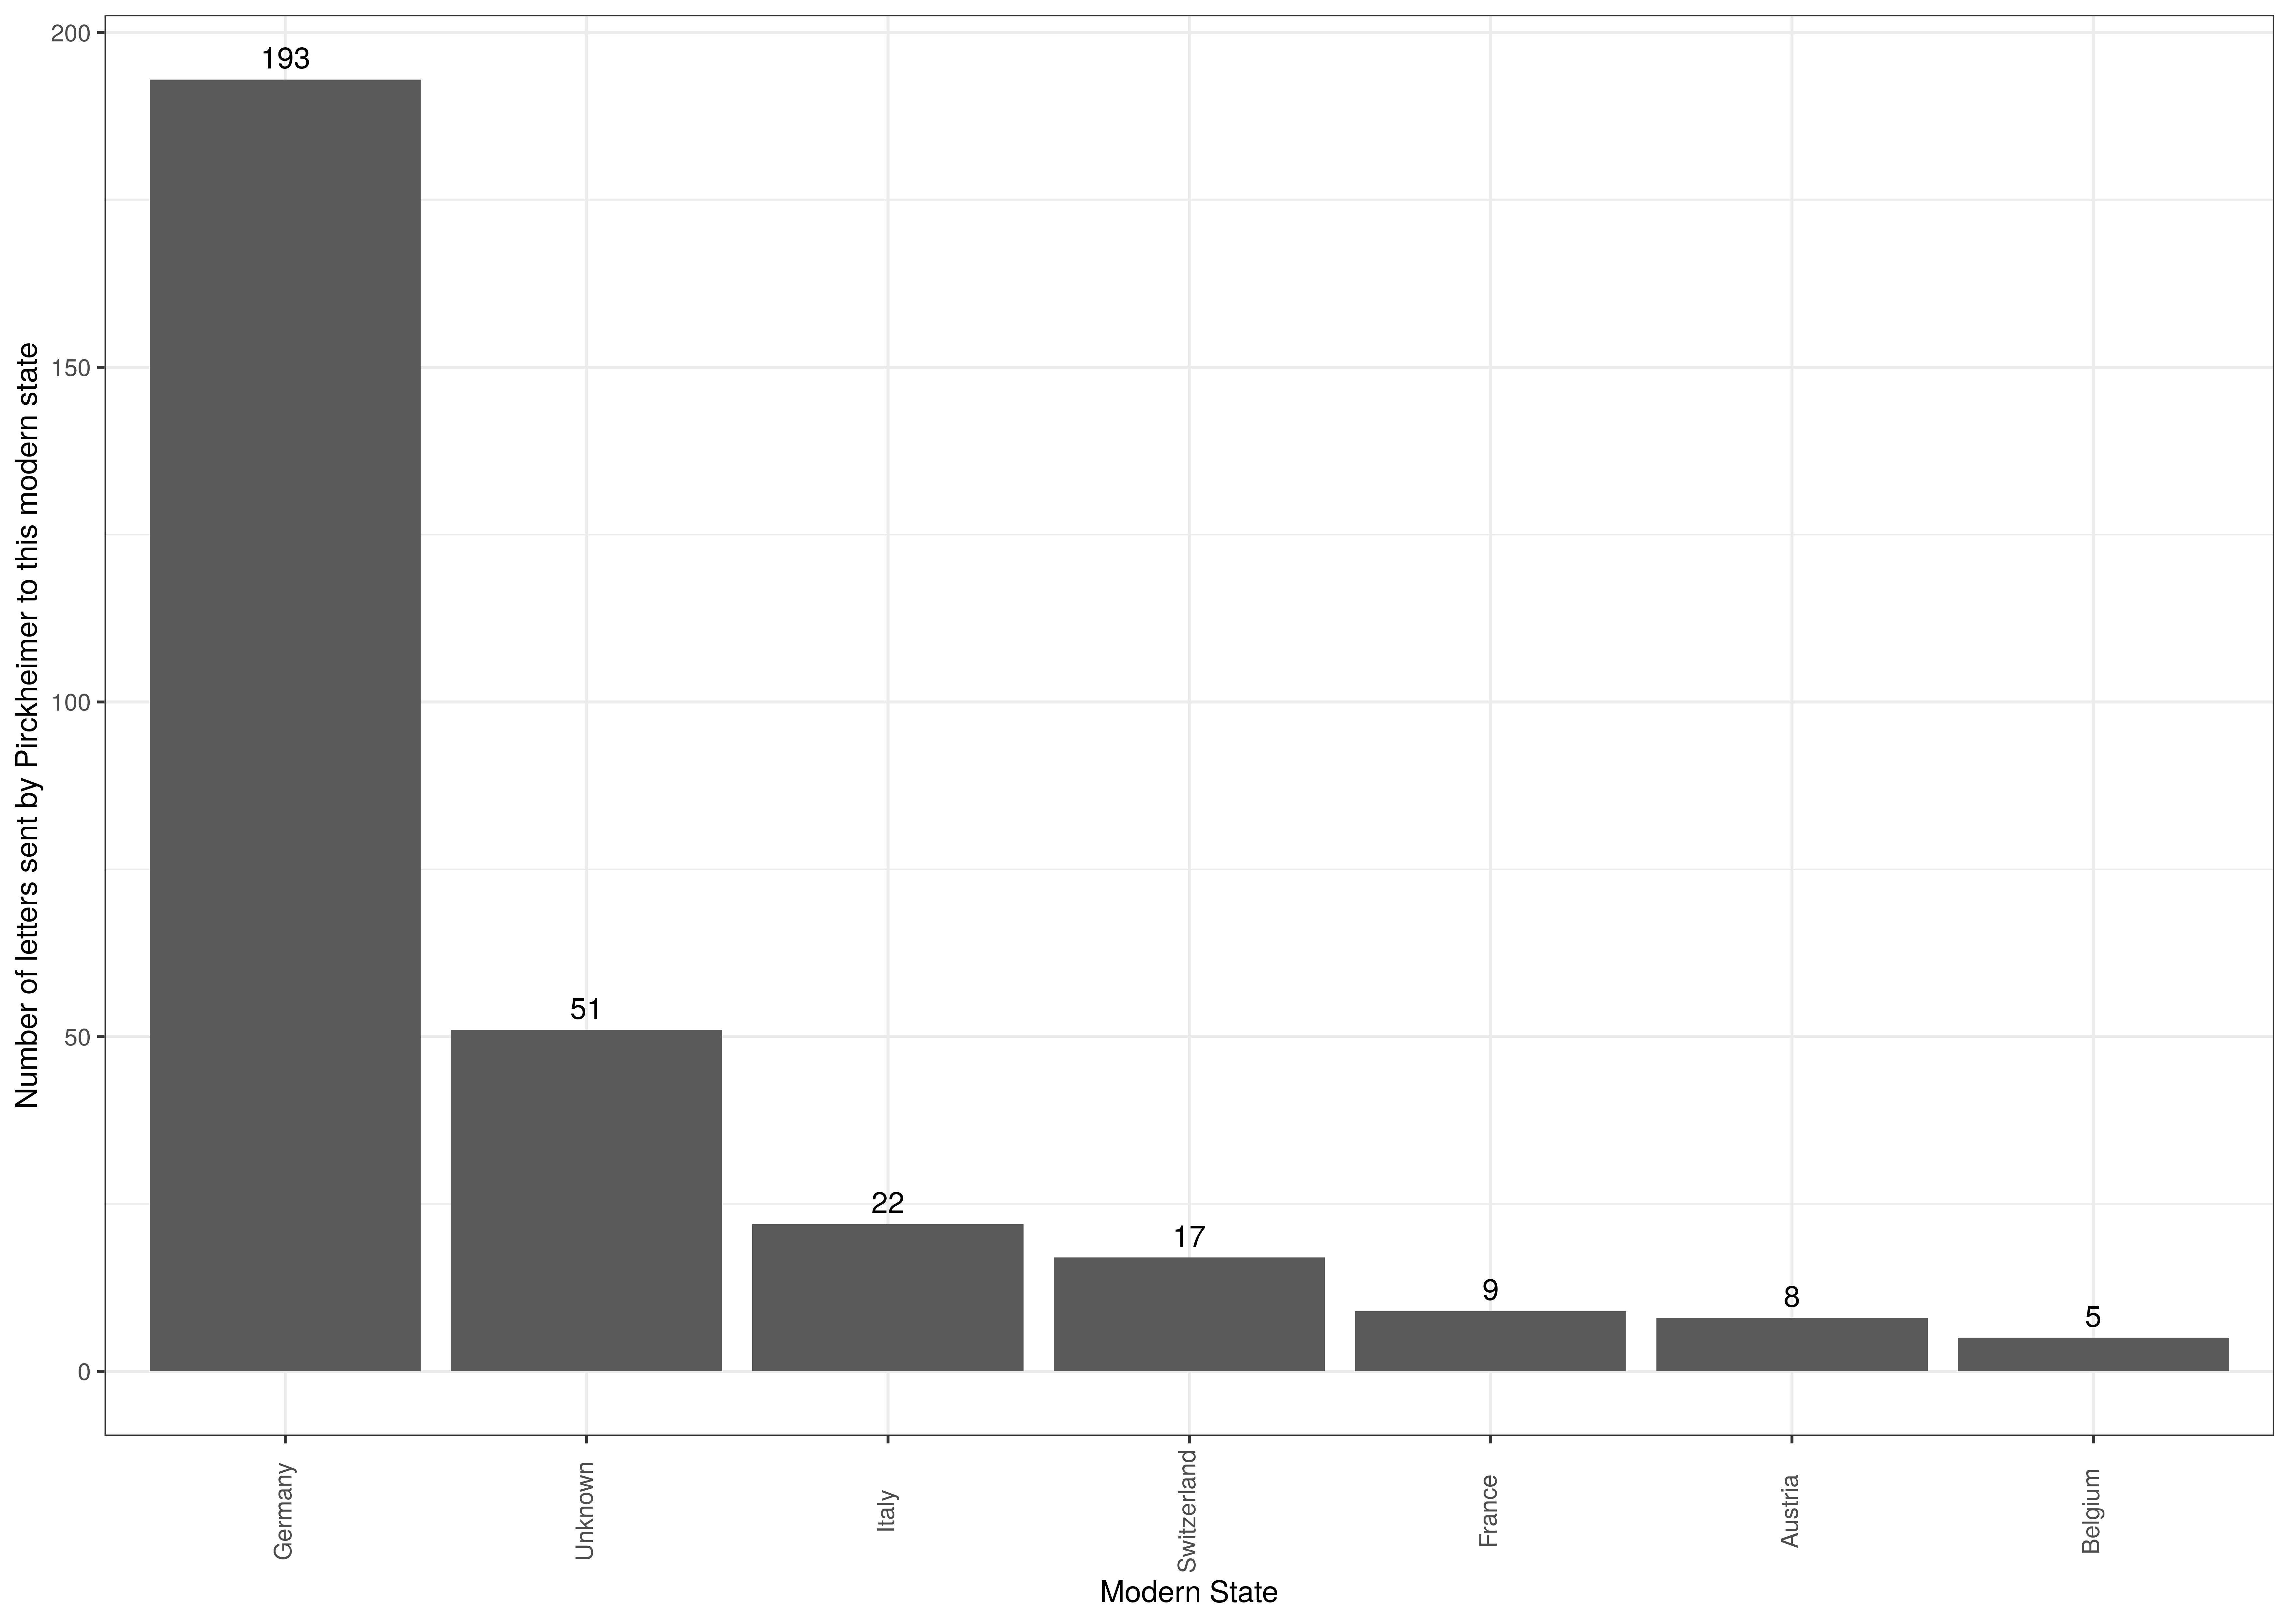 Number of letters sent by Pirckheimer to this modern state
200
150
100
50
0
193
51
22
17
9
8
5
Germany
Unknown
Italy
Switzerland
France
Austria
Belgium
Modern State